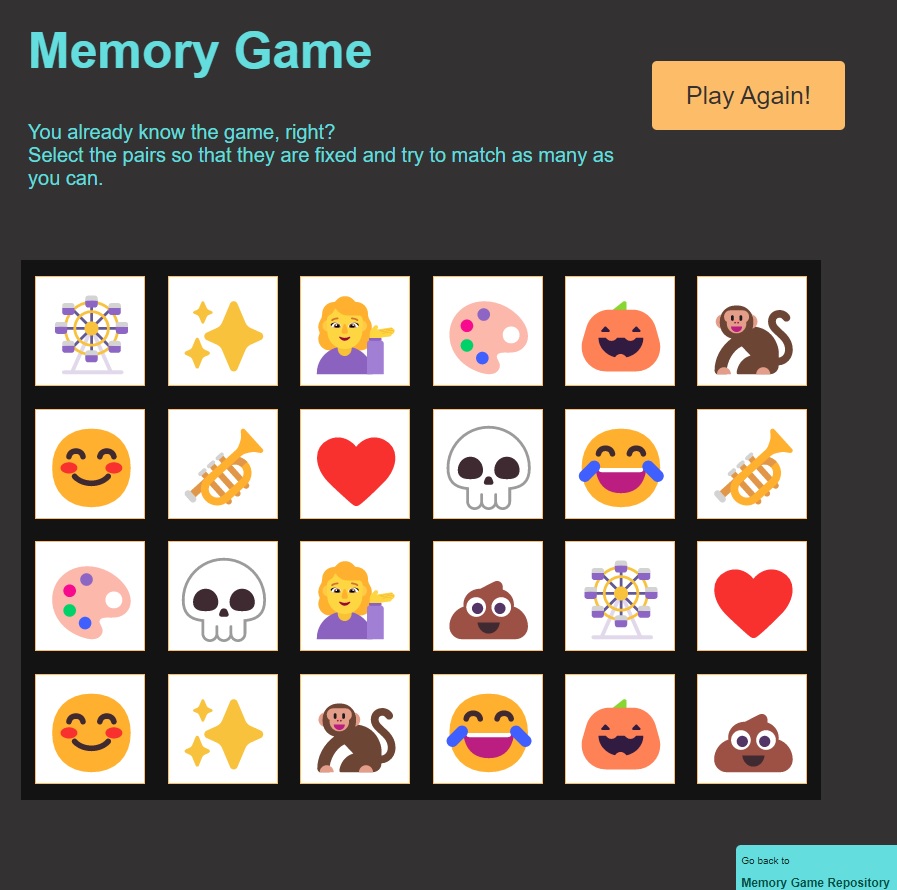 Memory Game
Play Again!
You already know the game, right?
Select the pairs so that they are fixed and try to match as many as
you can.
Go back to
Memory Game Repository